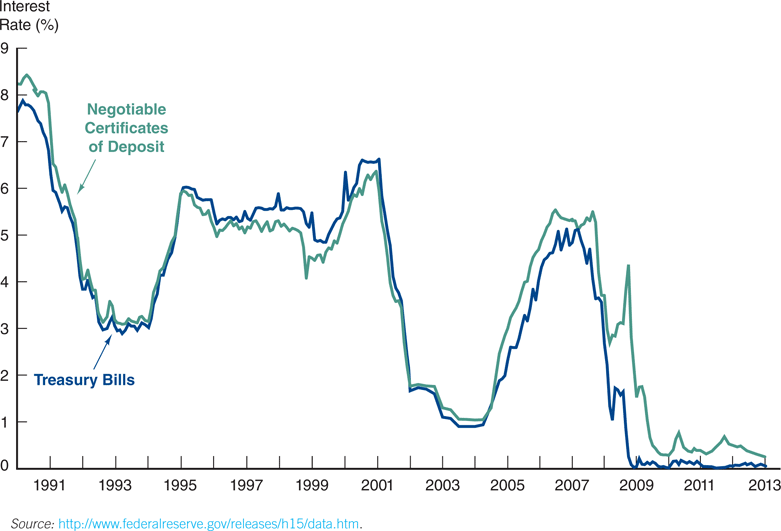 Interest
Rate (%)
9
8
7
6
5
4
3
2
1
0
Negotiable
Certificates
of Deposit
Treasury Bills
1991 1993 1995 1997 1999 2001 2003 2005 2007 2009 2011 2013
Source: http://www.federalreserve.gov/releases/h15/data.htm.